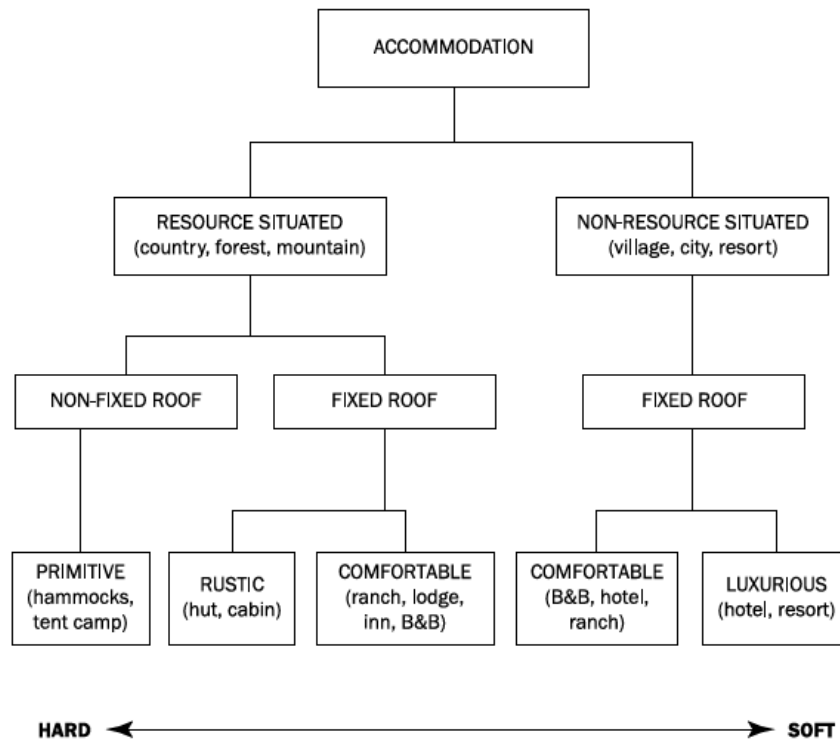 ACCOMMODATION
RESOURCE SITUATED
(country, forest, mountain)
NON-RESOURCE SITUATED
(village, city, resort)
NON-FIXED ROOF
FIXED ROOF
FIXED ROOF
PRIMITIVE
(hammocks,
tent camp)
RUSTIC
(hut, cabin)
COMFORTABLE
(ranch, lodge,
inn, B&B)
COMFORTABLE
(B&B, hotel,
ranch)
LUXURIOUS
(hotel, resort)
HARD
SOFT